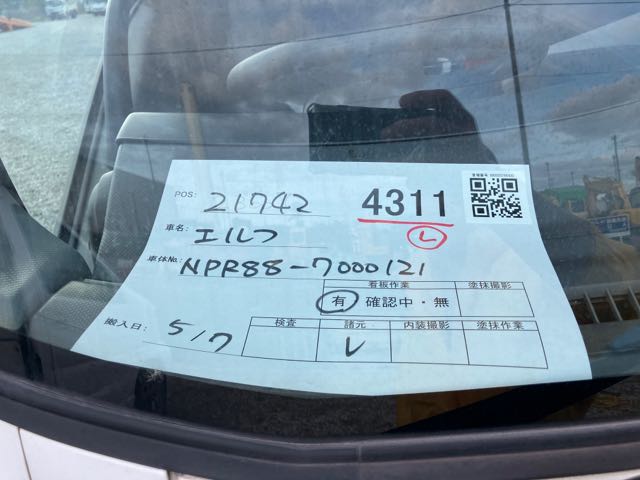 POS: 21742 4311
L
車名: エルフ
車体No: NPR88-7000121
看板作業 塗抹撮影
有 確認中・無
搬入日: 5/7
検査 諸元 内装撮影 塗抹作業
レ